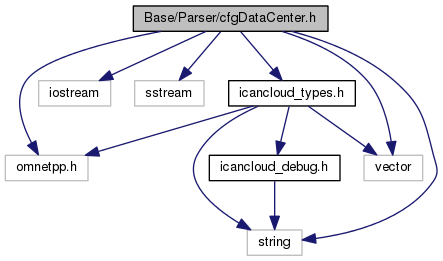 Base/Parser/cfgDataCenter.h
iostream
sstream
icancloud_types.h
omnetpp.h
icancloud_debug.h
vector
string